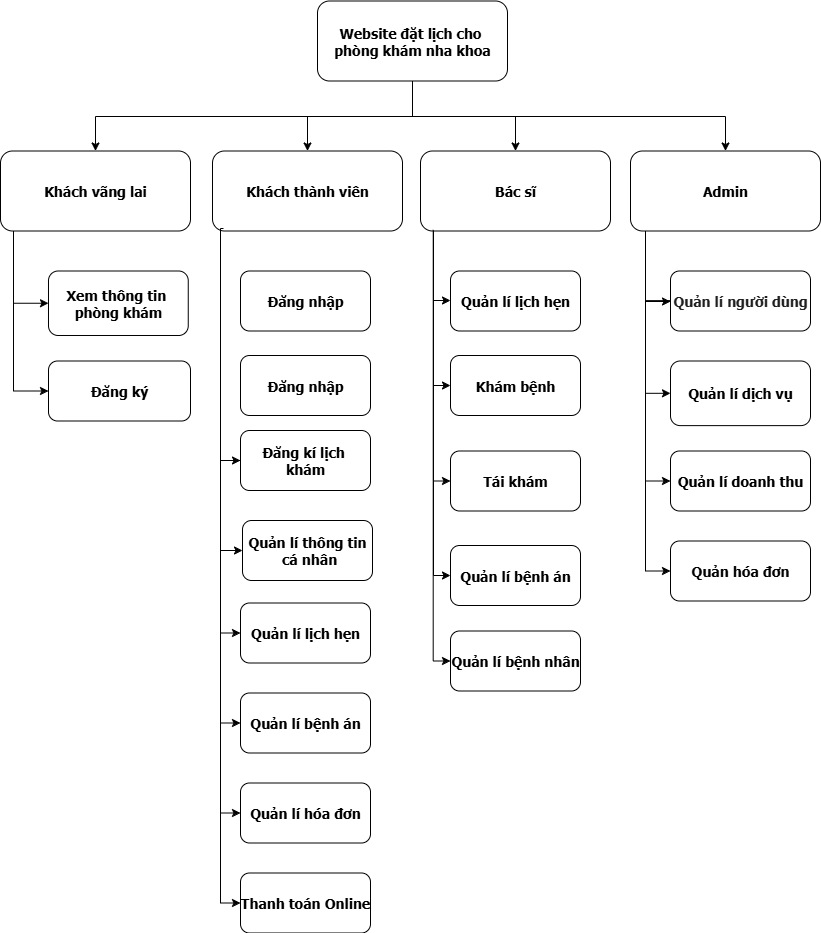 Website đặt lịch cho
phòng khám nha khoa
Khách vãng lai
Khách thành viên
Bác sĩ
Admin
Xem thông tin
phòng khám
Đăng ký
Đăng nhập
Đăng nhập
Đăng kí lịch
khám
Quản lí thông tin
cá nhân
Quản lí lịch hẹn
Quản lí bệnh án
Quản lí hóa đơn
Thanh toán Online
Quản lí lịch hẹn
Khám bệnh
Tái khám
Quản lí bệnh án
Quản lí bệnh nhân
Quản lí người dùng
Quản lí dịch vụ
Quản lí doanh thu
Quản hóa đơn